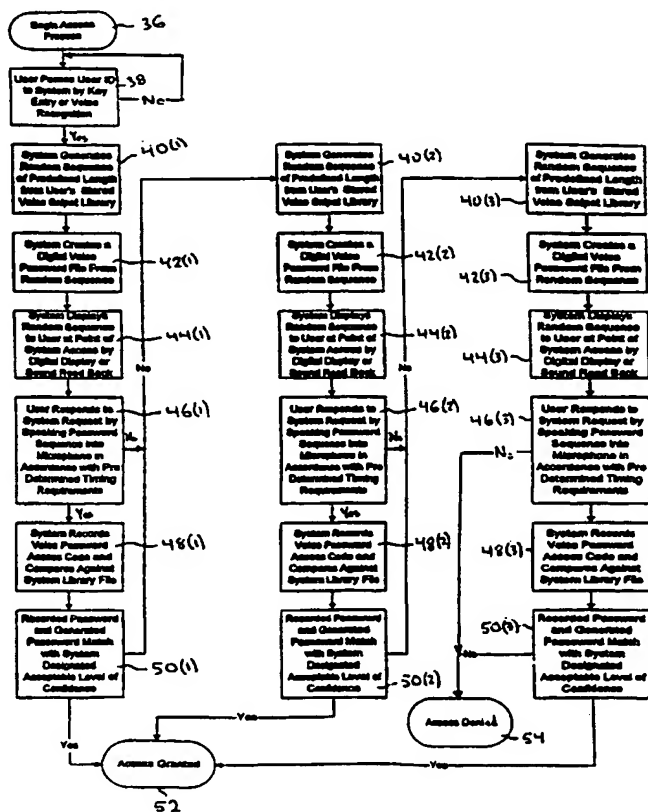 Begin Access
Process
36
User Passes User ID
to System by Key
Entry or Voice
Recognition
38
No
Yes
System Generates
Random Sequence
of Predefined Length
from User's Stored
Voice Snipet Library
40(1)
System Creates a
Digital Voice
Password File From
Random Sequence
42(1)
System Displays
Random Sequence
to User at Point of
System Access by
Digital Display or
Sound Read Back
44(1)
User Responds to
System Request by
Speaking Password
Sequence into
Microphone in
Accordance with Pre
Determined Timing
Requirements
46(1)
No
Yes
System Records
Voice Password
Access Code and
Compares Against
System Library File
48(1)
Recorded Password
and Generated
Password Match
with System
Designated
Acceptable Level of
Confidence
50(1)
No
Yes
System Generates
Random Sequence
of Predefined Length
from User's Stored
Voice Snipet Library
40(2)
System Creates a
Digital Voice
Password File From
Random Sequence
42(2)
System Displays
Random Sequence
to User at Point of
System Access by
Digital Display or
Sound Read Back
44(2)
User Responds to
System Request by
Speaking Password
Sequence into
Microphone in
Accordance with Pre
Determined Timing
Requirements
46(2)
No
Yes
System Records
Voice Password
Access Code and
Compares Against
System Library File
48(2)
Recorded Password
and Generated
Password Match
with System
Designated
Acceptable Level of
Confidence
50(2)
No
Yes
System Generates
Random Sequence
of Predefined Length
from User's Stored
Voice Snipet Library
40(3)
System Creates a
Digital Voice
Password File From
Random Sequence
42(3)
System Displays
Random Sequence
to User at Point of
System Access by
Digital Display or
Sound Read Back
44(3)
User Responds to
System Request by
Speaking Password
Sequence into
Microphone in
Accordance with Pre
Determined Timing
Requirements
46(3)
No
System Records
Voice Password
Access Code and
Compares Against
System Library File
48(3)
Recorded Password
and Generated
Password Match
with System
Designated
Acceptable Level of
Confidence
50(3)
No
Yes
Access Denied
54
Access Granted
52